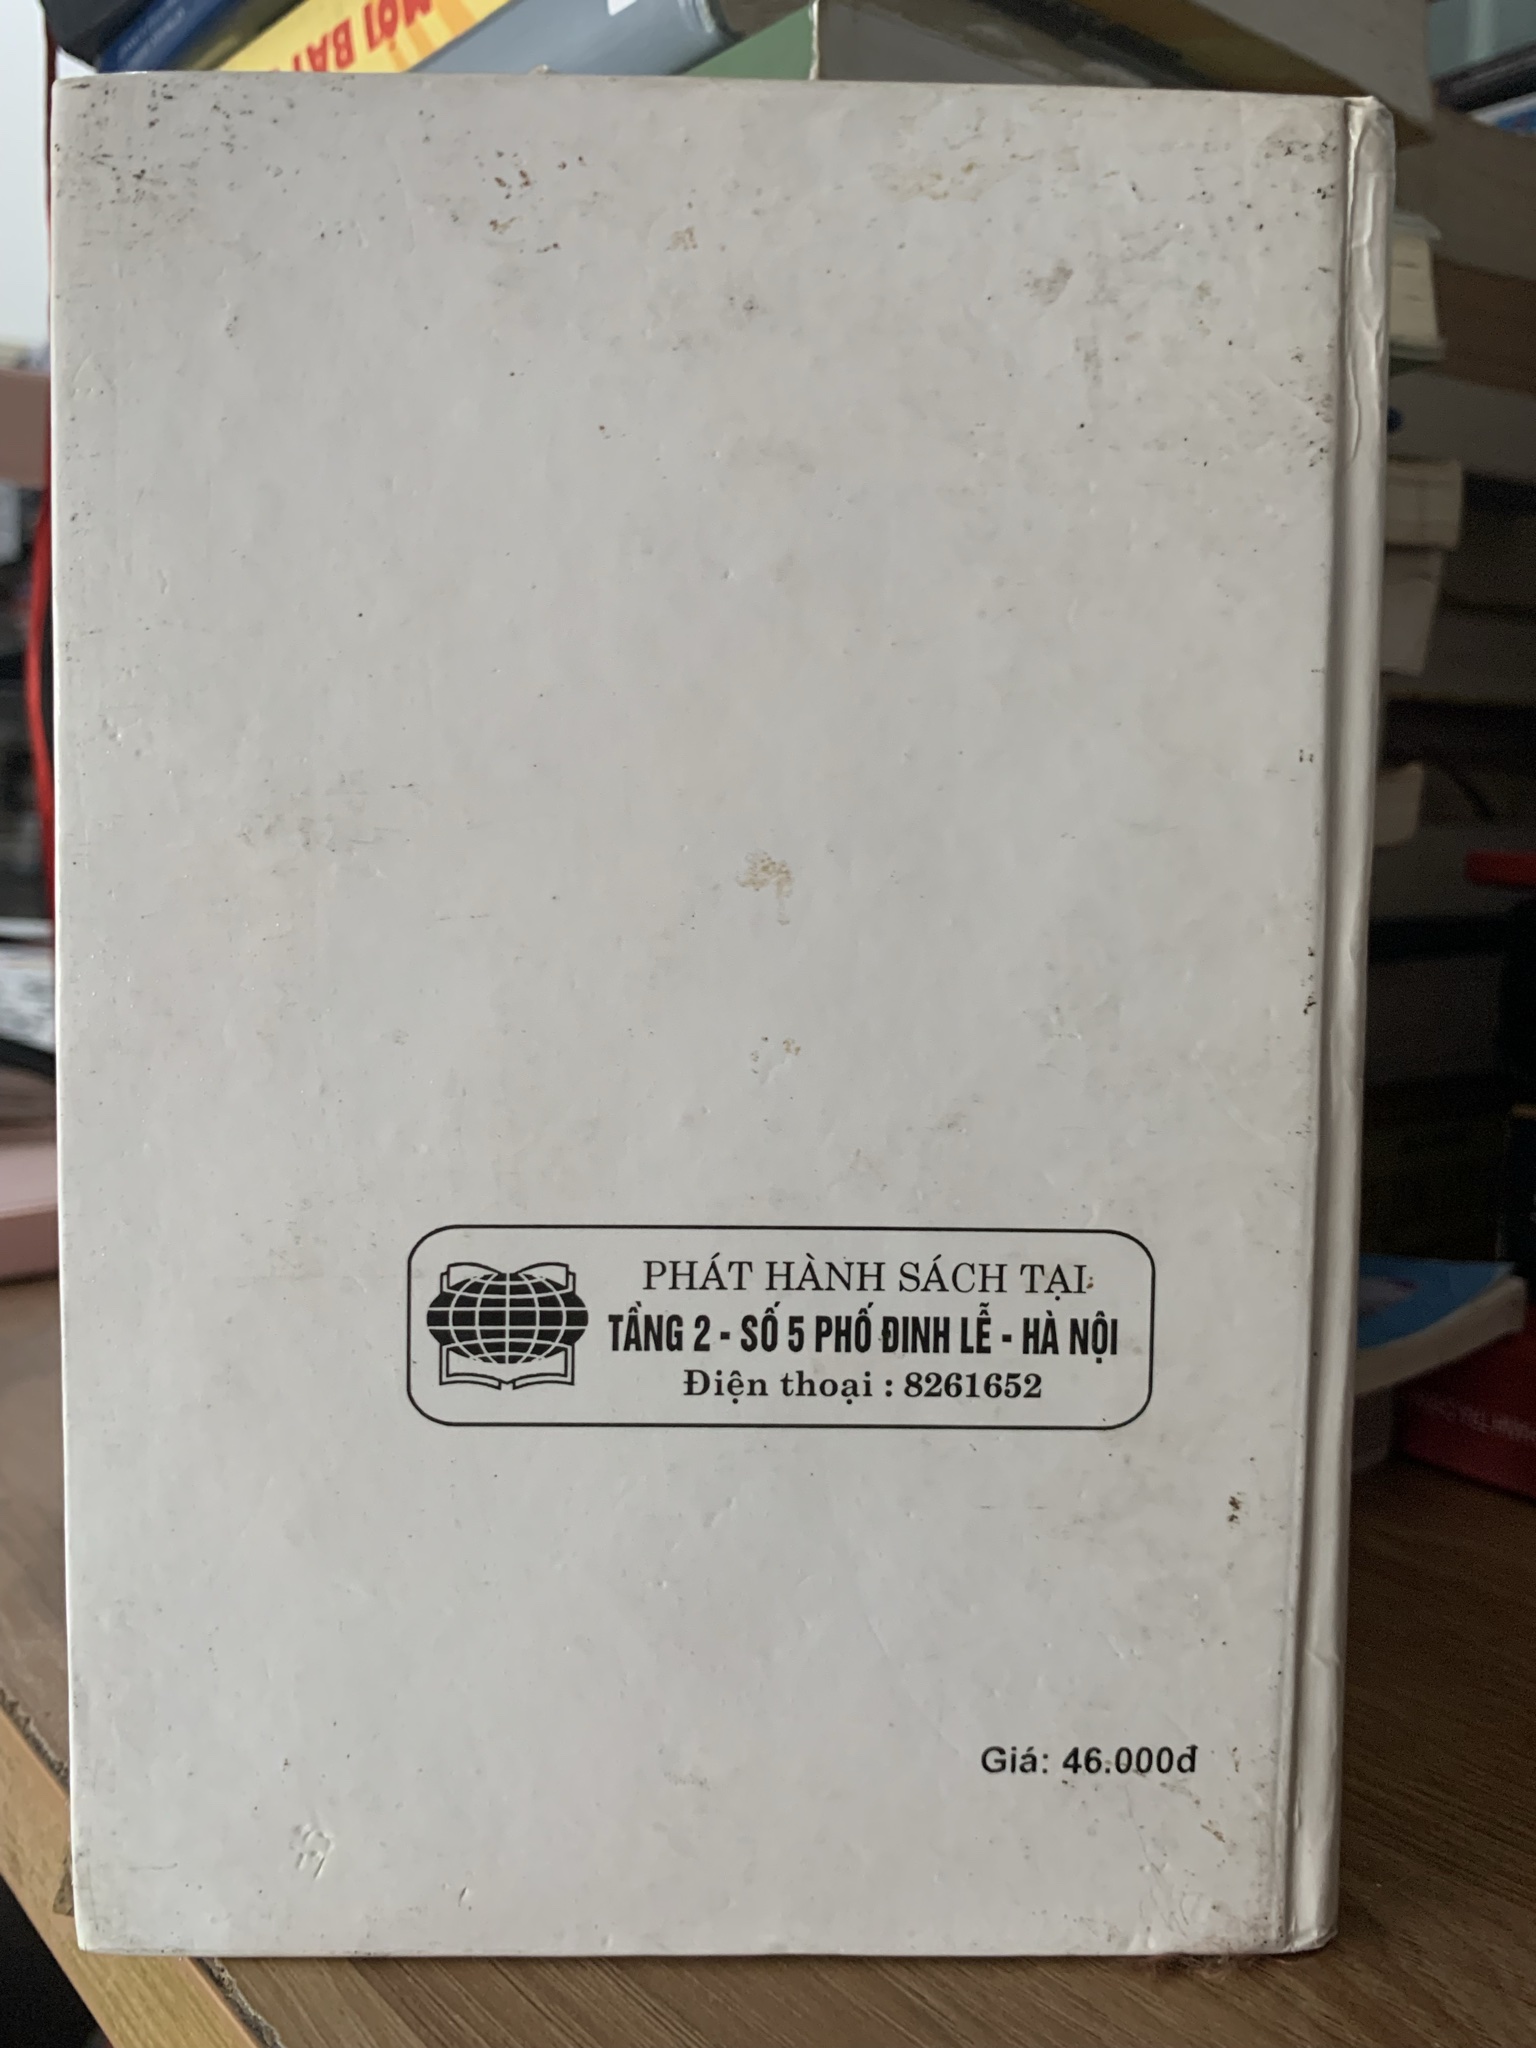 PHÁT HÀNH SÁCH TẠI:
TẦNG 2 - SỐ 5 PHỐ ĐINH LỄ - HÀ NỘI
Điện thoại : 8261652
Giá: 46.000đ